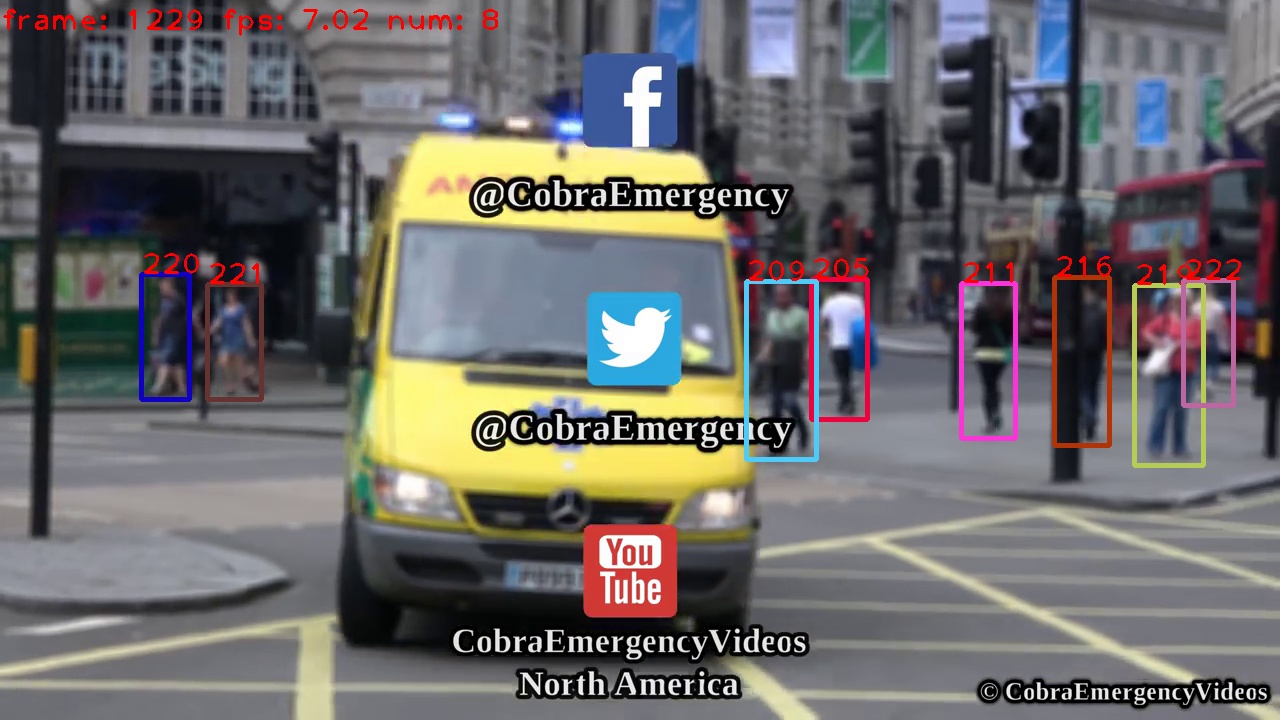 frame: 1229 fps: 7.02 num: 8
f
@CobraEmergency
220
221
209
205
211
216
222
@CobraEmergency
You
Tube
CobraEmergencyVideos
North America
© CobraEmergencyVideos